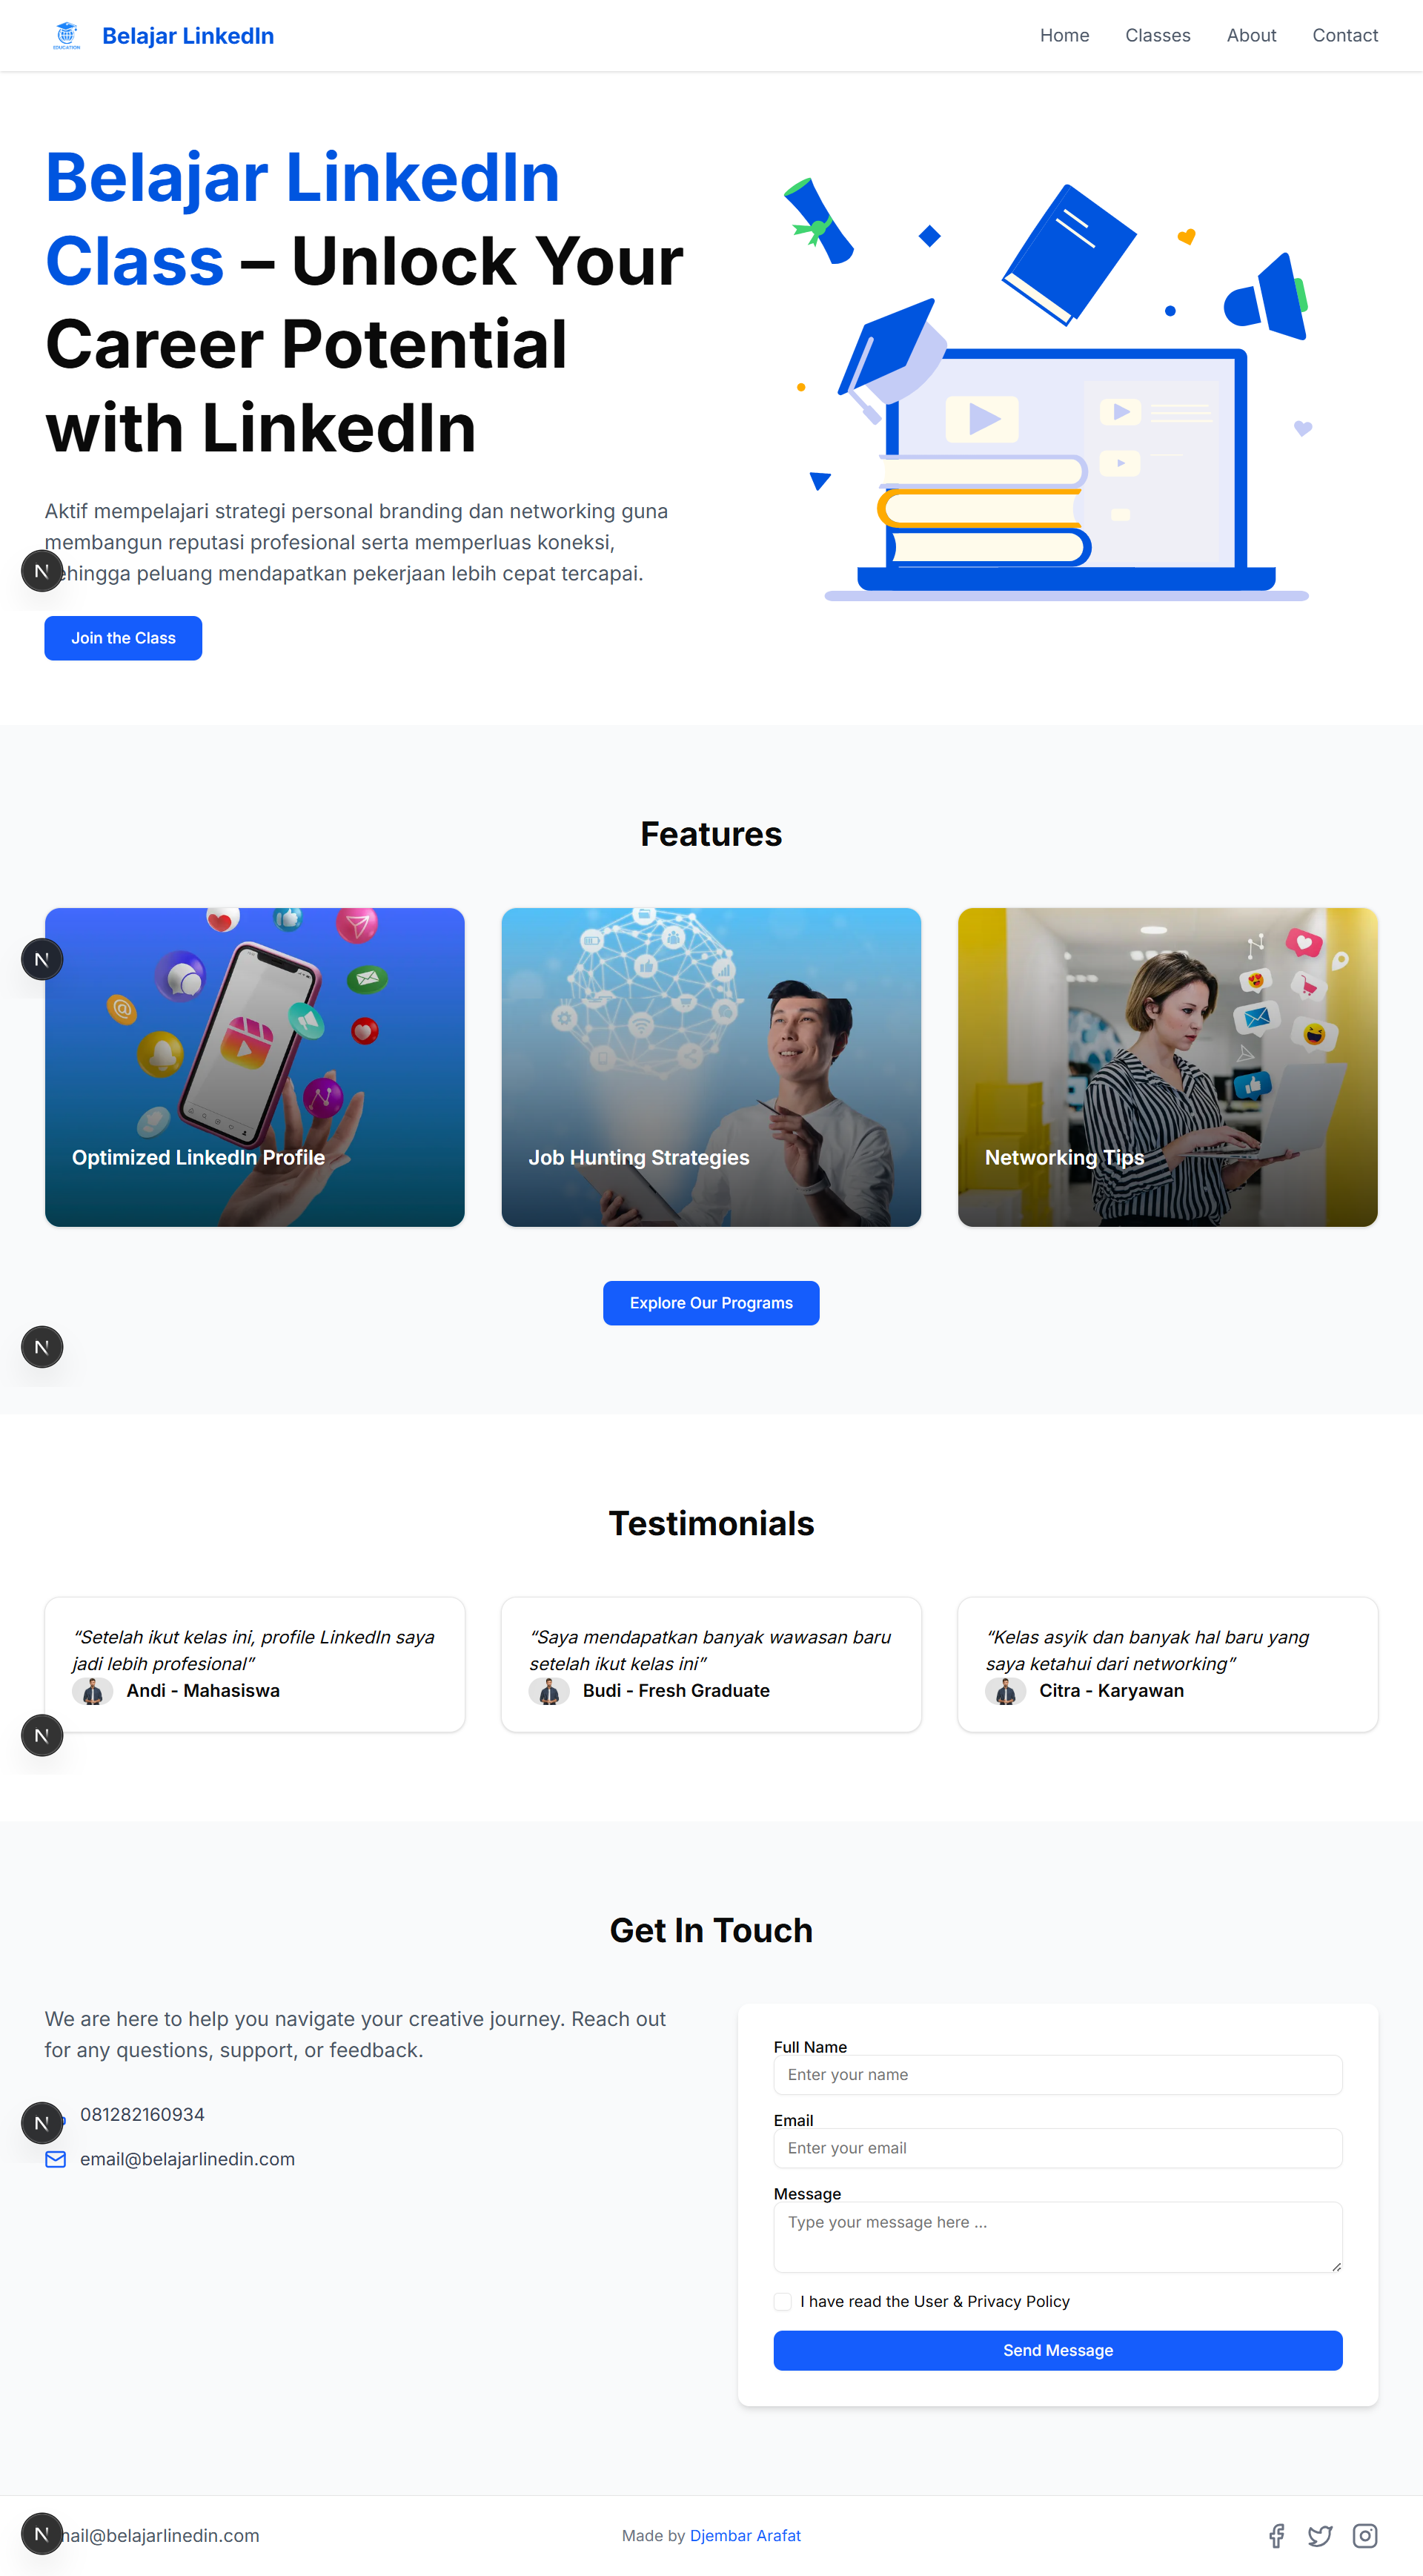 EDUCATION
Belajar LinkedIn
Home
Classes
About
Contact
Belajar LinkedIn
Class – Unlock Your
Career Potential
with LinkedIn
Aktif mempelajari strategi personal branding dan networking guna
membangun reputasi profesional serta memperluas koneksi,
ehingga peluang mendapatkan pekerjaan lebih cepat tercapai.
N
Join the Class
Features
N
Optimized LinkedIn Profile
Job Hunting Strategies
Networking Tips
Explore Our Programs
N
Testimonials
“Setelah ikut kelas ini, profile LinkedIn saya
jadi lebih profesional”
Andi - Mahasiswa
“Saya mendapatkan banyak wawasan baru
setelah ikut kelas ini”
Budi - Fresh Graduate
“Kelas asyik dan banyak hal baru yang
saya ketahui dari networking”
Citra - Karyawan
N
Get In Touch
We are here to help you navigate your creative journey. Reach out
for any questions, support, or feedback.
N
081282160934
email@belajarlinedin.com
Full Name
Enter your name
Email
Enter your email
Message
Type your message here ...
I have read the User & Privacy Policy
Send Message
N
nail@belajarlinedin.com
Made by Djembar Arafat